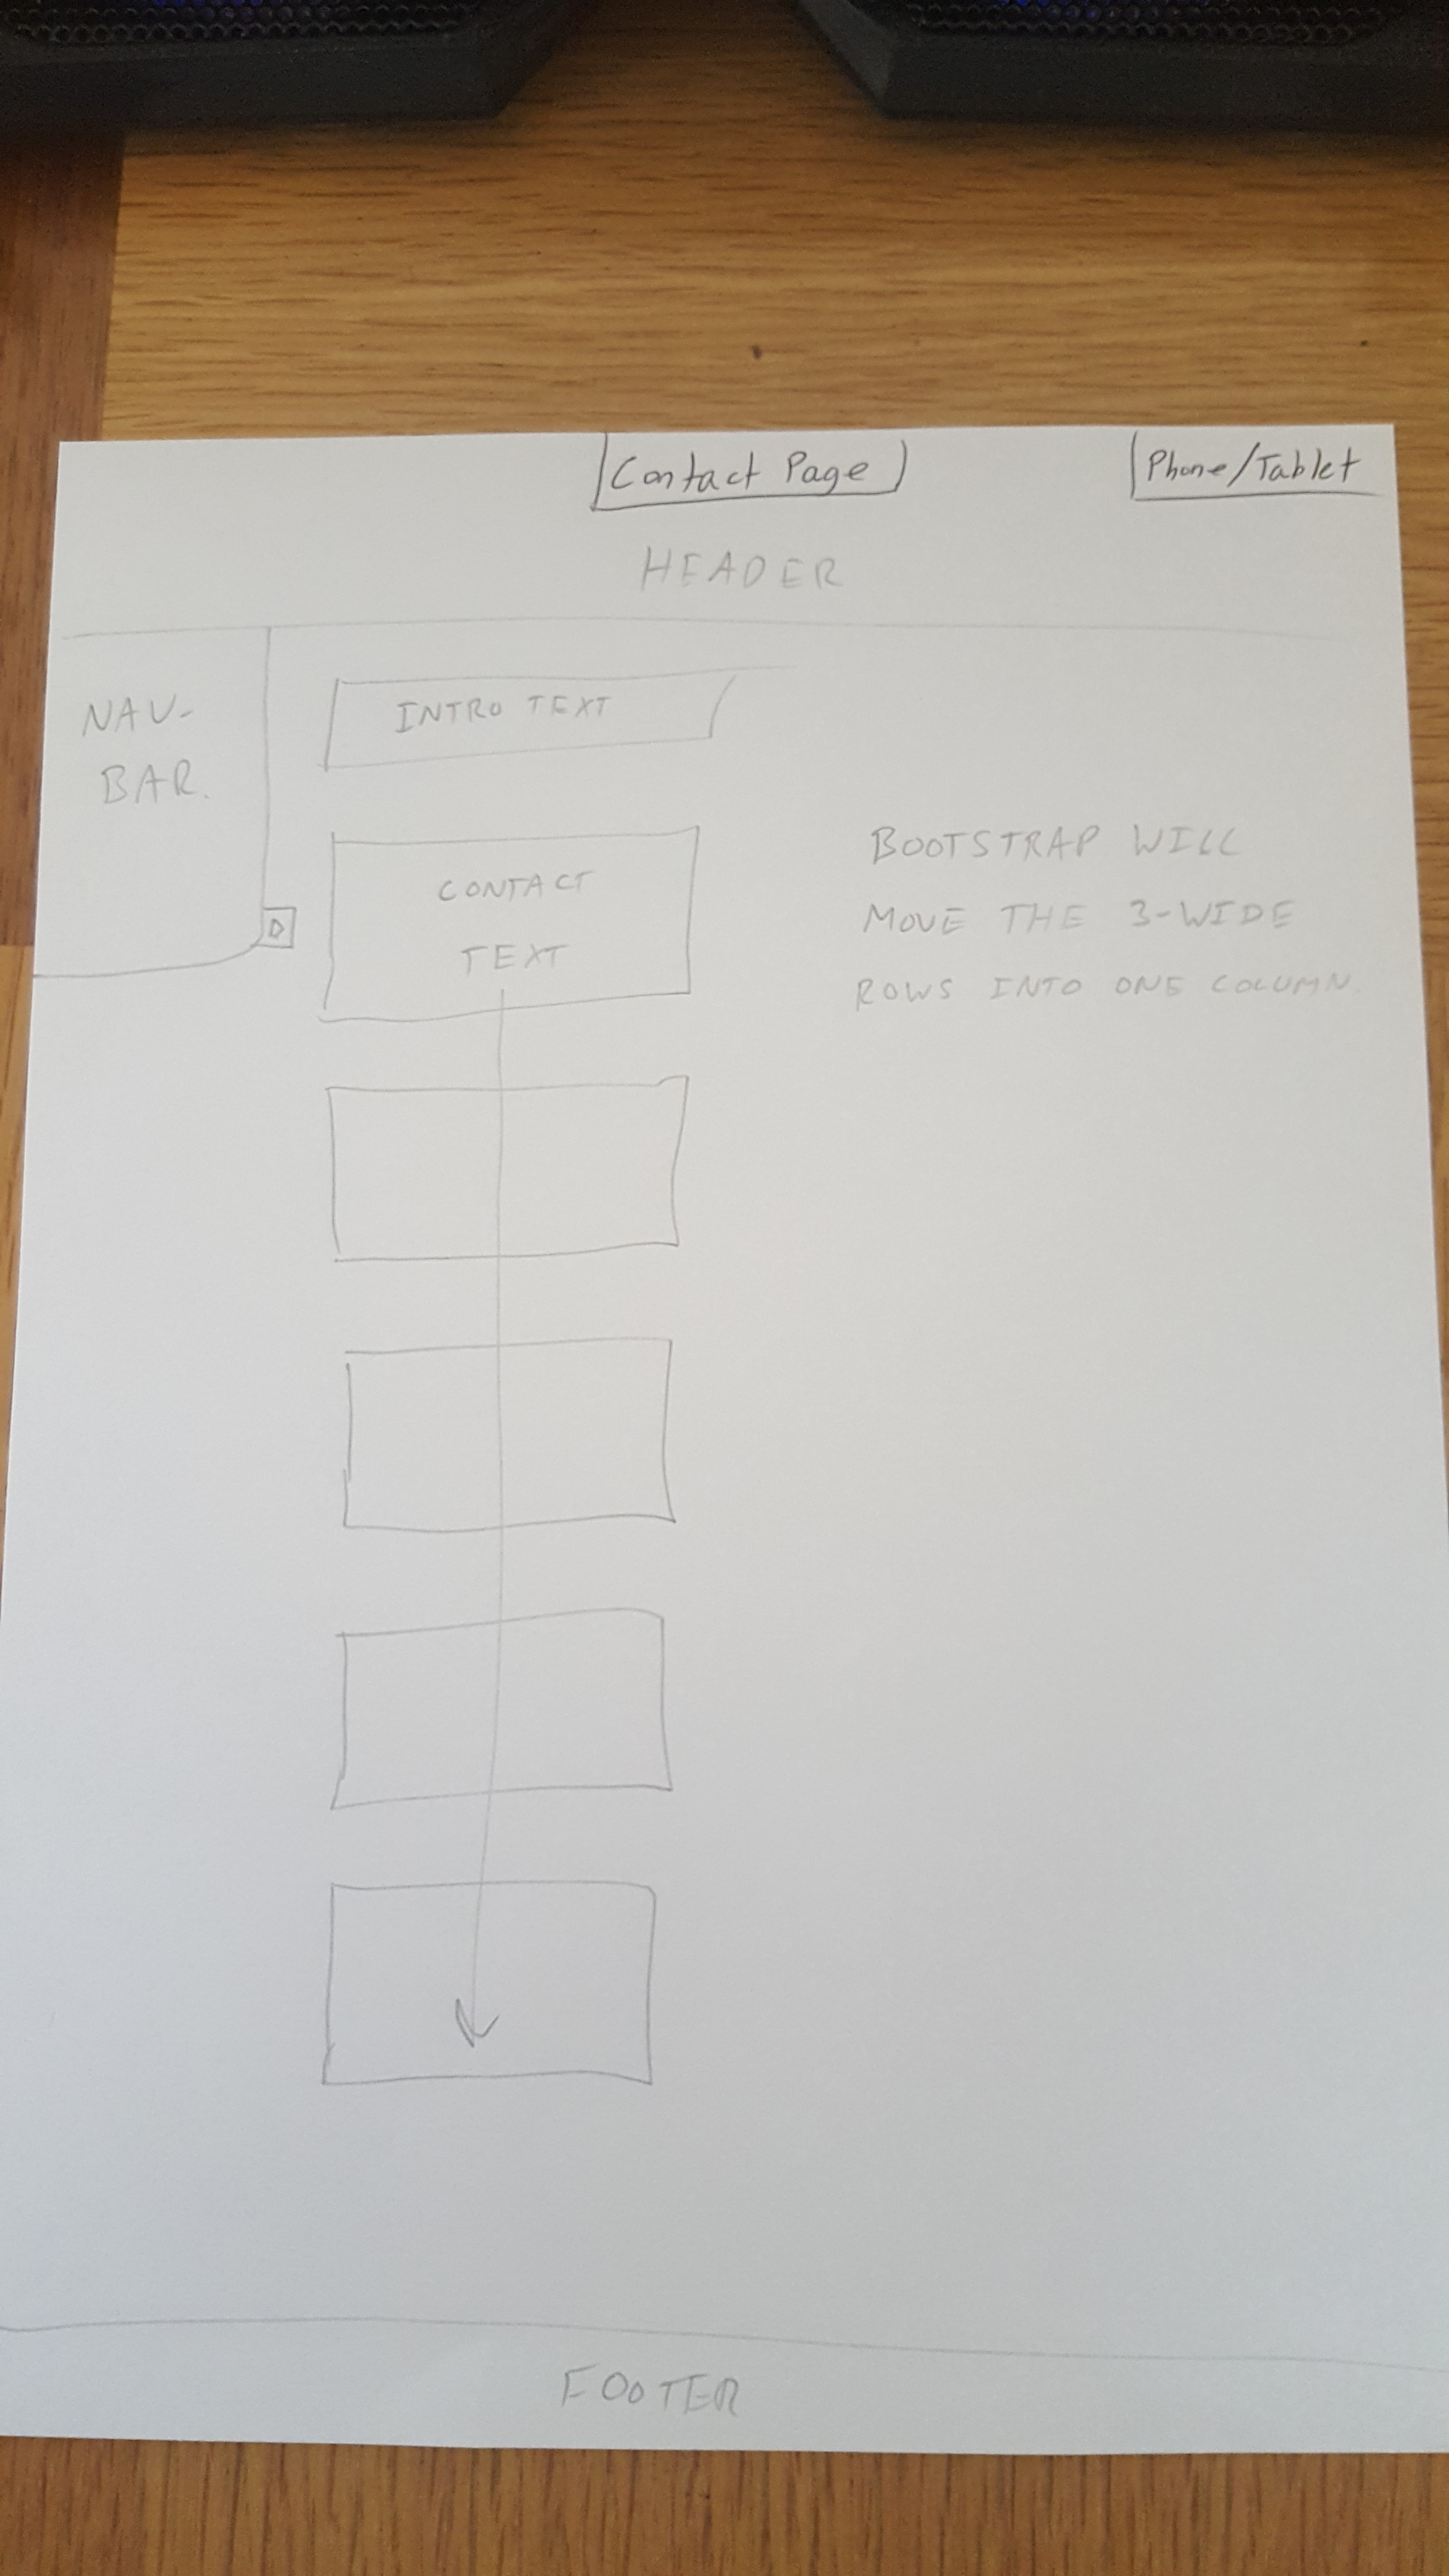 Contact Page
Phone/Tablet
HEADER
NAV-
BAR.
INTRO TEXT
CONTACT
TEXT
BOOTSTRAP WILL
MOVE THE 3-WIDE
ROWS INTO ONE COLUMN.
FOOTER